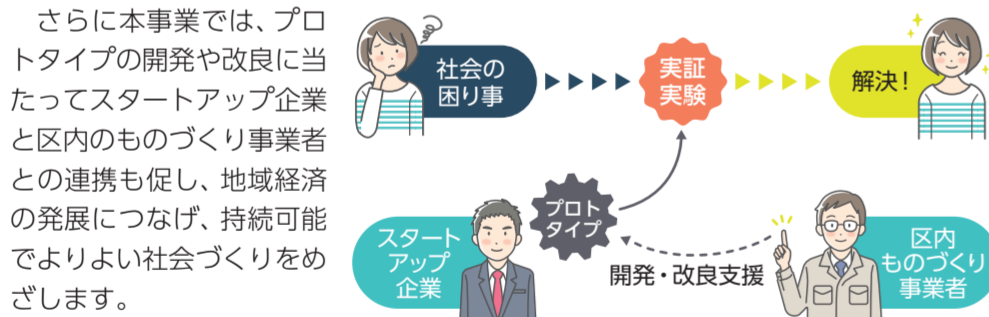 さらに本事業では、プロ
トタイプの開発や改良に当
たってスタートアップ企業
と区内のものづくり事業者
との連携も促し、地域経済
の発展につなげ、持続可能
でよりよい社会づくりをめ
ざします。
社会の
困り事
実証
実験
解決！
プロト
タイプ
スタート
アップ
企業
開発・改良支援
区内
ものづくり
事業者